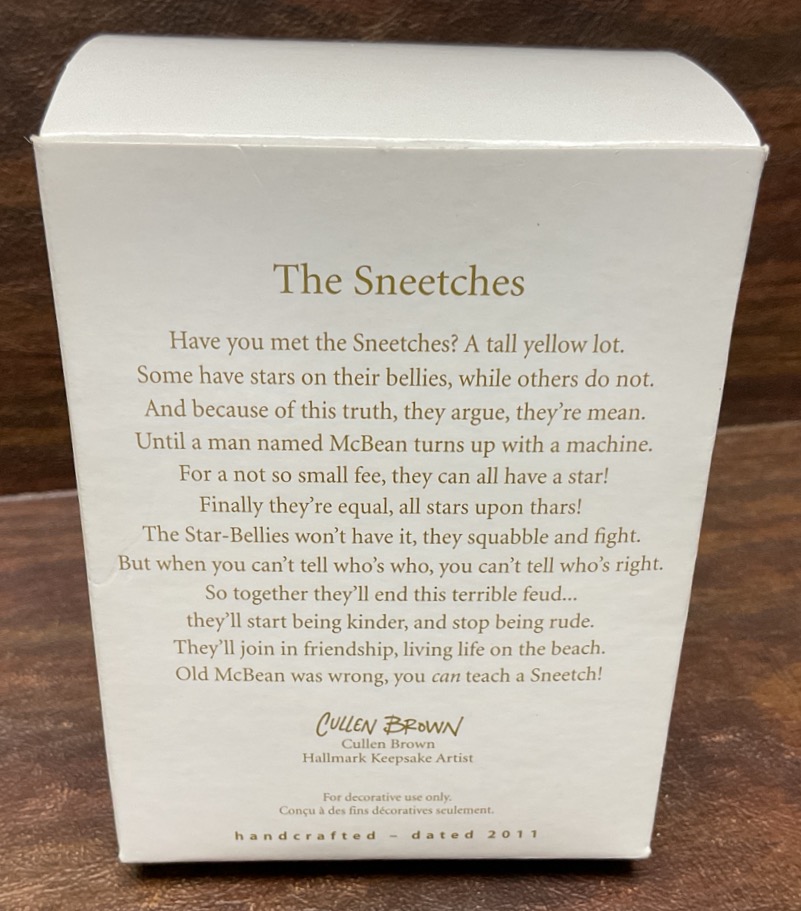 The Sneetches
Have you met the Sneetches? A tall yellow lot.
Some have stars on their bellies, while others do not.
And because of this truth, they argue, they're mean.
Until a man named McBean turns up with a machine.
For a not so small fee, they can all have a star!
Finally they're equal, all stars upon thars!
The Star-Bellies won't have it, they squabble and fight.
But when you can't tell who's who, you can't tell who's right.
So together they'll end this terrible feud...
they'll start being kinder, and stop being rude.
They'll join in friendship, living life on the beach.
Old McBean was wrong, you can teach a Sneetch!
CULLEN BROWN
Cullen Brown
Hallmark Keepsake Artist
For decorative use only.
Conçu à des fins décoratives seulement.
handcrafted – dated 2011